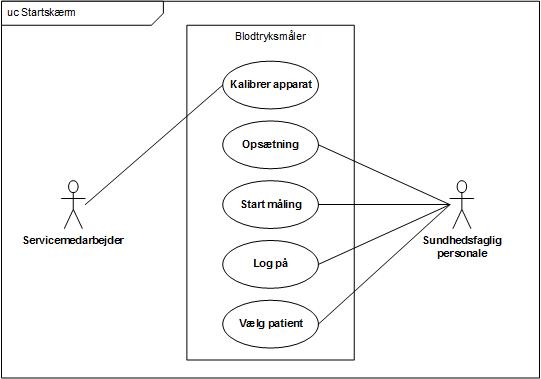 uc Startskærm
Blodtryksmåler
Kalibrer apparat
Opsætning
Start måling
Servicemedarbejder
Sundhedsfaglig
personale
Log på
Vælg patient